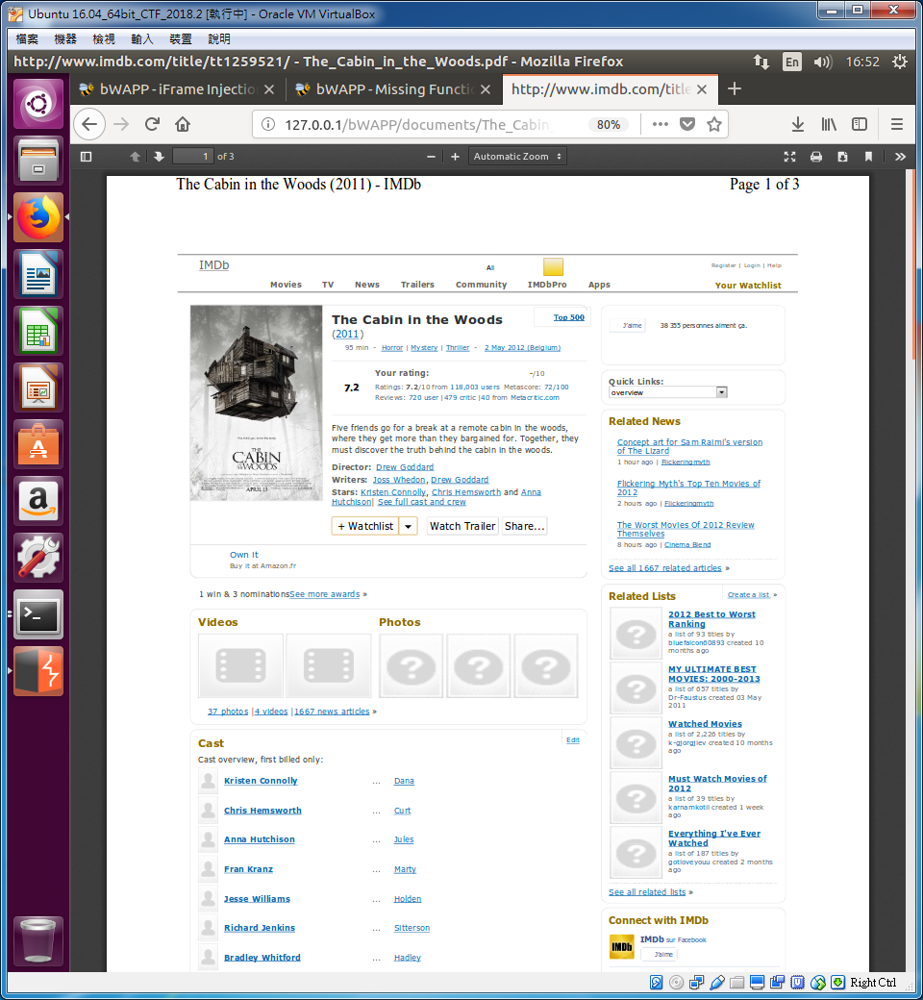 Ubuntu 16.04_64bit_CTF_2018.2 [執行中] - Oracle VM VirtualBox
檔案 機器 檢視 輸入 裝置 說明
http://www.imdb.com/title/tt1259521/ - The_Cabin_in_the_Woods.pdf - Mozilla Firefox En 16:52
bWAPP - iFrame Injectio bWAPP - Missing Functi http://www.imdb.com/title
127.0.0.1/bWAPP/documents/The_Cabin 80%
1 of 3 Automatic Zoom
The Cabin in the Woods (2011) - IMDb Page 1 of 3
IMDb All Register | Login | Help
Movies TV News Trailers Community IMDbPro Apps Your Watchlist
The Cabin in the Woods Top 500
(2011)
95 min - Horror | Mystery | Thriller - 2 May 2012 (Belgium)
7.2
Your rating: -/10
Ratings: 7.2/10 from 118,003 users Metascore: 72/100
Reviews: 720 user | 479 critic | 40 from Metacritic.com
Five friends go for a break at a remote cabin in the woods,
where they get more than they bargained for. Together, they
must discover the truth behind the cabin in the woods.
Director: Drew Goddard
Writers: Joss Whedon, Drew Goddard
Stars: Kristen Connolly, Chris Hemsworth and Anna
Hutchison| See full cast and crew
+ Watchlist Watch Trailer Share...
THE
CABIN
IN THE WOODS
APRIL 13
Own it
Buy it at Amazon.fr
1 win & 3 nominationsSee more awards »
Videos Photos
37 photos |4 videos |1667 news articles »
Cast Edit
Cast overview, first billed only:
Kristen Connolly ... Dana
Chris Hemsworth ... Curt
Anna Hutchison ... Jules
Fran Kranz ... Marty
Jesse Williams ... Holden
Richard Jenkins ... Sitterson
Bradley Whitford ... Hadley
J'aime 38 355 personnes aiment ça.
Quick Links:
overview
Related News
Concept art for Sam Raimi's version
of The Lizard
1 hour ago | Flickeringmyth
Flickering Myth's Top Ten Movies of
2012
2 hours ago | Flickeringmyth
The Worst Movies Of 2012 Review
Themselves
8 hours ago | Cinema Blend
See all 1667 related articles »
Related Lists Create a list »
2012 Best to Worst
Ranking
a list of 93 titles by
bluefalcon60893 created 10
months ago
MY ULTIMATE BEST
MOVIES: 2000-2013
a list of 657 titles by
Dr-Faustus created 03 May
2011
Watched Movies
a list of 2,226 titles by
k-gjorgjiev created 10 months
ago
Must Watch Movies of
2012
a list of 39 titles by
karnamkotil created 1 week
ago
Everything I've Ever
Watched
a list of 187 titles by
gotloveyouu created 2 months
ago
See all related lists »
Connect with IMDb
IMDb IMDb sur Facebook
J'aime
Right Ctrl